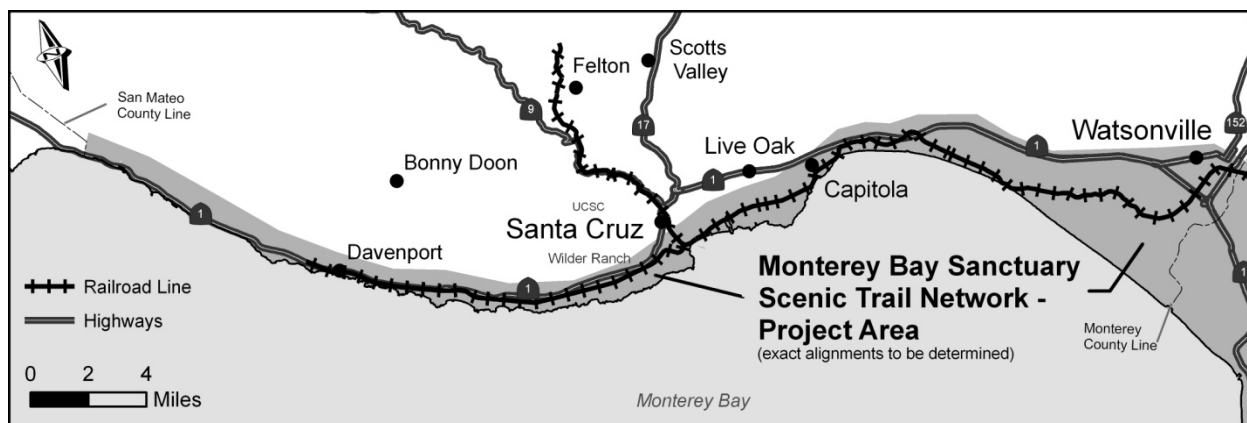 San Mateo
County Line
Felton
Scotts
Valley
9
17
152
Bonny Doon
Live Oak
1
Watsonville
1
Capitola
UCSC
Santa Cruz
Wilder Ranch
1
Davenport
1
Monterey Bay Sanctuary
Scenic Trail Network -
Project Area
(exact alignments to be determined)
Monterey
County Line
1
Railroad Line
Highways
0 2 4
Miles
Monterey Bay